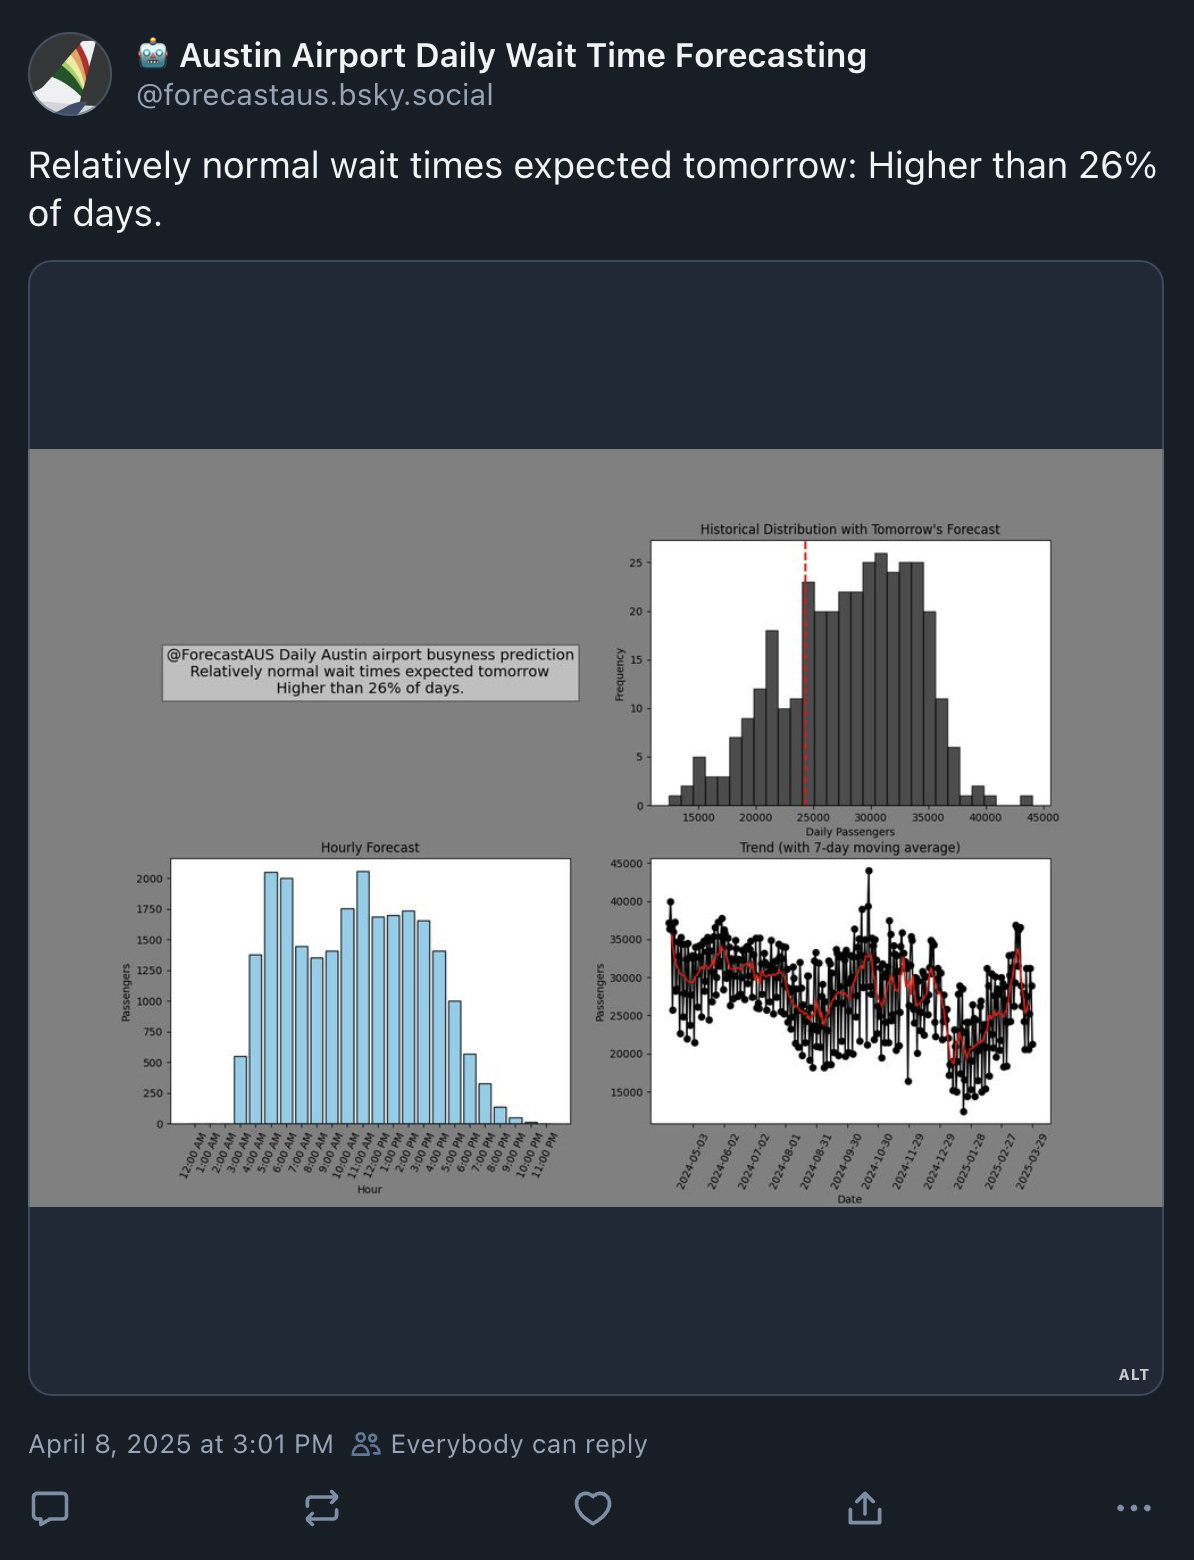 🤖 Austin Airport Daily Wait Time Forecasting
@forecastaus.bsky.social
Relatively normal wait times expected tomorrow: Higher than 26%
of days.
@ForecastAUS Daily Austin airport busyness prediction
Relatively normal wait times expected tomorrow
Higher than 26% of days.
Historical Distribution with Tomorrow's Forecast
Frequency
25
20
15
10
5
0
15000 20000 25000 30000 35000 40000 45000
Daily Passengers
Hourly Forecast
Passengers
2000
1750
1500
1250
1000
750
500
250
0
12:00 AM 1:00 AM 2:00 AM 3:00 AM 4:00 AM 5:00 AM 6:00 AM 7:00 AM 8:00 AM 9:00 AM 10:00 AM 11:00 AM 12:00 PM 1:00 PM 2:00 PM 3:00 PM 4:00 PM 5:00 PM 6:00 PM 7:00 PM 8:00 PM 9:00 PM 10:00 PM 11:00 PM
Hour
Trend (with 7-day moving average)
Passengers
45000
40000
35000
30000
25000
20000
15000
2024-05-03 2024-06-02 2024-07-02 2024-08-01 2024-08-31 2024-09-30 2024-10-30 2024-11-29 2024-12-29 2025-01-28 2025-02-27 2025-03-29
Date
ALT
April 8, 2025 at 3:01 PM Everybody can reply